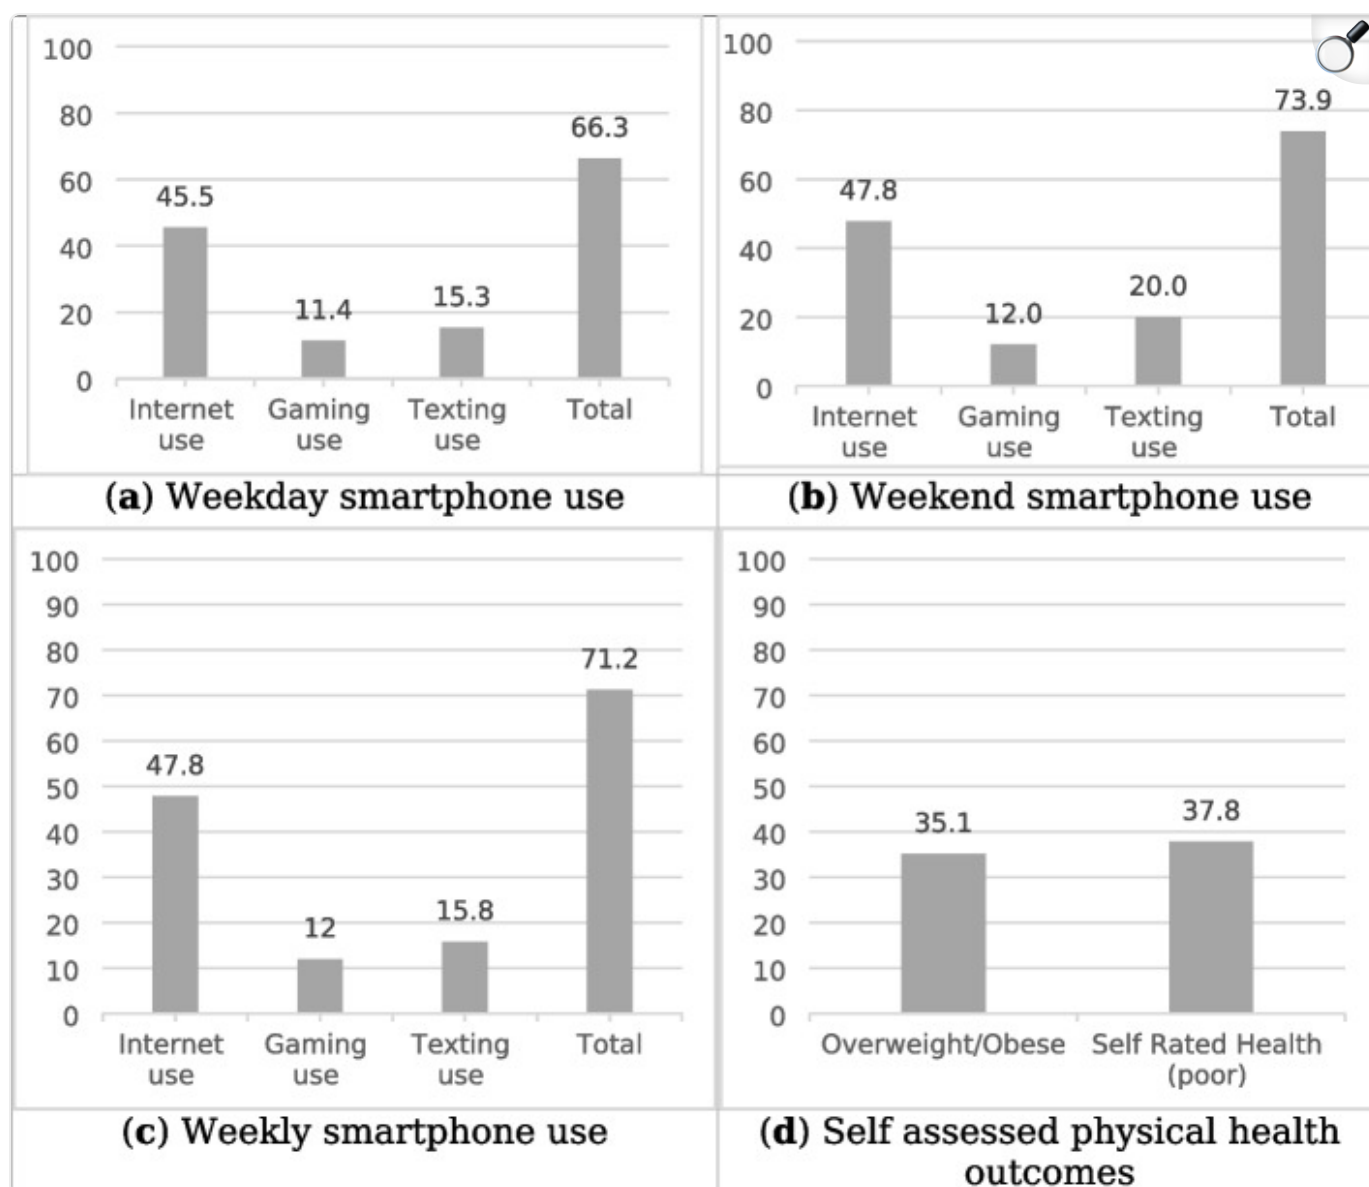 100
80
60
40
20
0
45.5
11.4
15.3
66.3
Internet
use
Gaming
use
Texting
use
Total
(a) Weekday smartphone use
100
80
60
40
20
0
47.8
12.0
20.0
73.9
Internet
use
Gaming
use
Texting
use
Total
(b) Weekend smartphone use
100
90
80
70
60
50
40
30
20
10
0
47.8
12
15.8
71.2
Internet
use
Gaming
use
Texting
use
Total
(c) Weekly smartphone use
100
90
80
70
60
50
40
30
20
10
0
35.1
37.8
Overweight/Obese
Self Rated Health
(poor)
(d) Self assessed physical health
outcomes